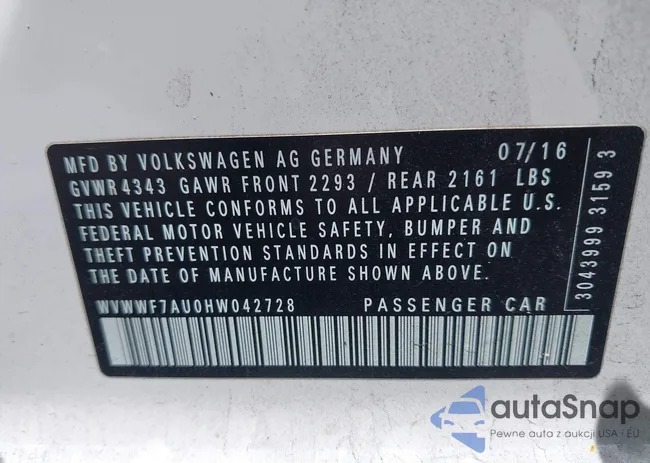 MFD BY VOLKSWAGEN AG GERMANY 07/16
GVWR 4343 GAWR FRONT 2293 / REAR 2161 LBS
THIS VEHICLE CONFORMS TO ALL APPLICABLE U.S.
FEDERAL MOTOR VEHICLE SAFETY, BUMPER AND
THEFT PREVENTION STANDARDS IN EFFECT ON
THE DATE OF MANUFACTURE SHOWN ABOVE.
WVWWF7AU0HW042728 PASSENGER CAR
3043999 3159 3
autoSnap
Pewne auta z aukcji USA - EU